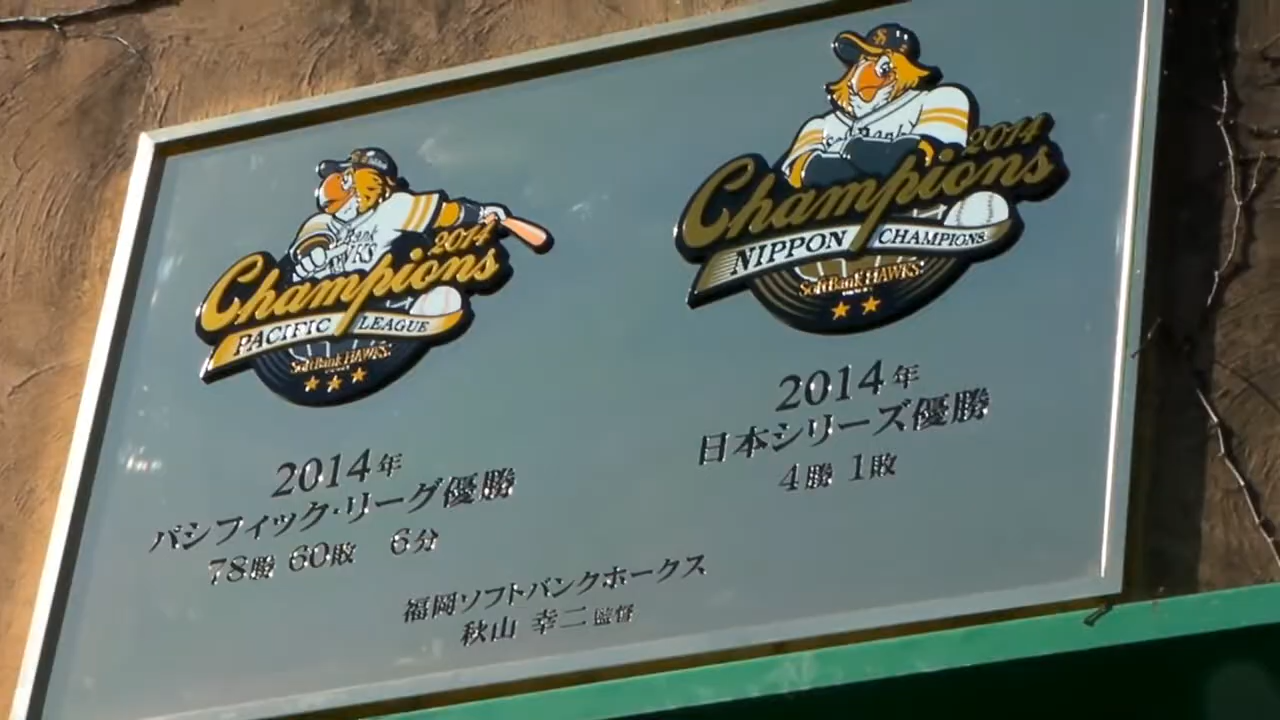 SoftBank
HAWKS
2014
Champions
PACIFIC LEAGUE
SoftBank HAWKS
2014年
パシフィック・リーグ優勝
78勝 60敗 6分
SoftBank
2014
Champions
NIPPON CHAMPIONS
SoftBank HAWKS
2014年
日本シリーズ優勝
4勝 1敗
福岡ソフトバンクホークス
秋山 幸二 監督